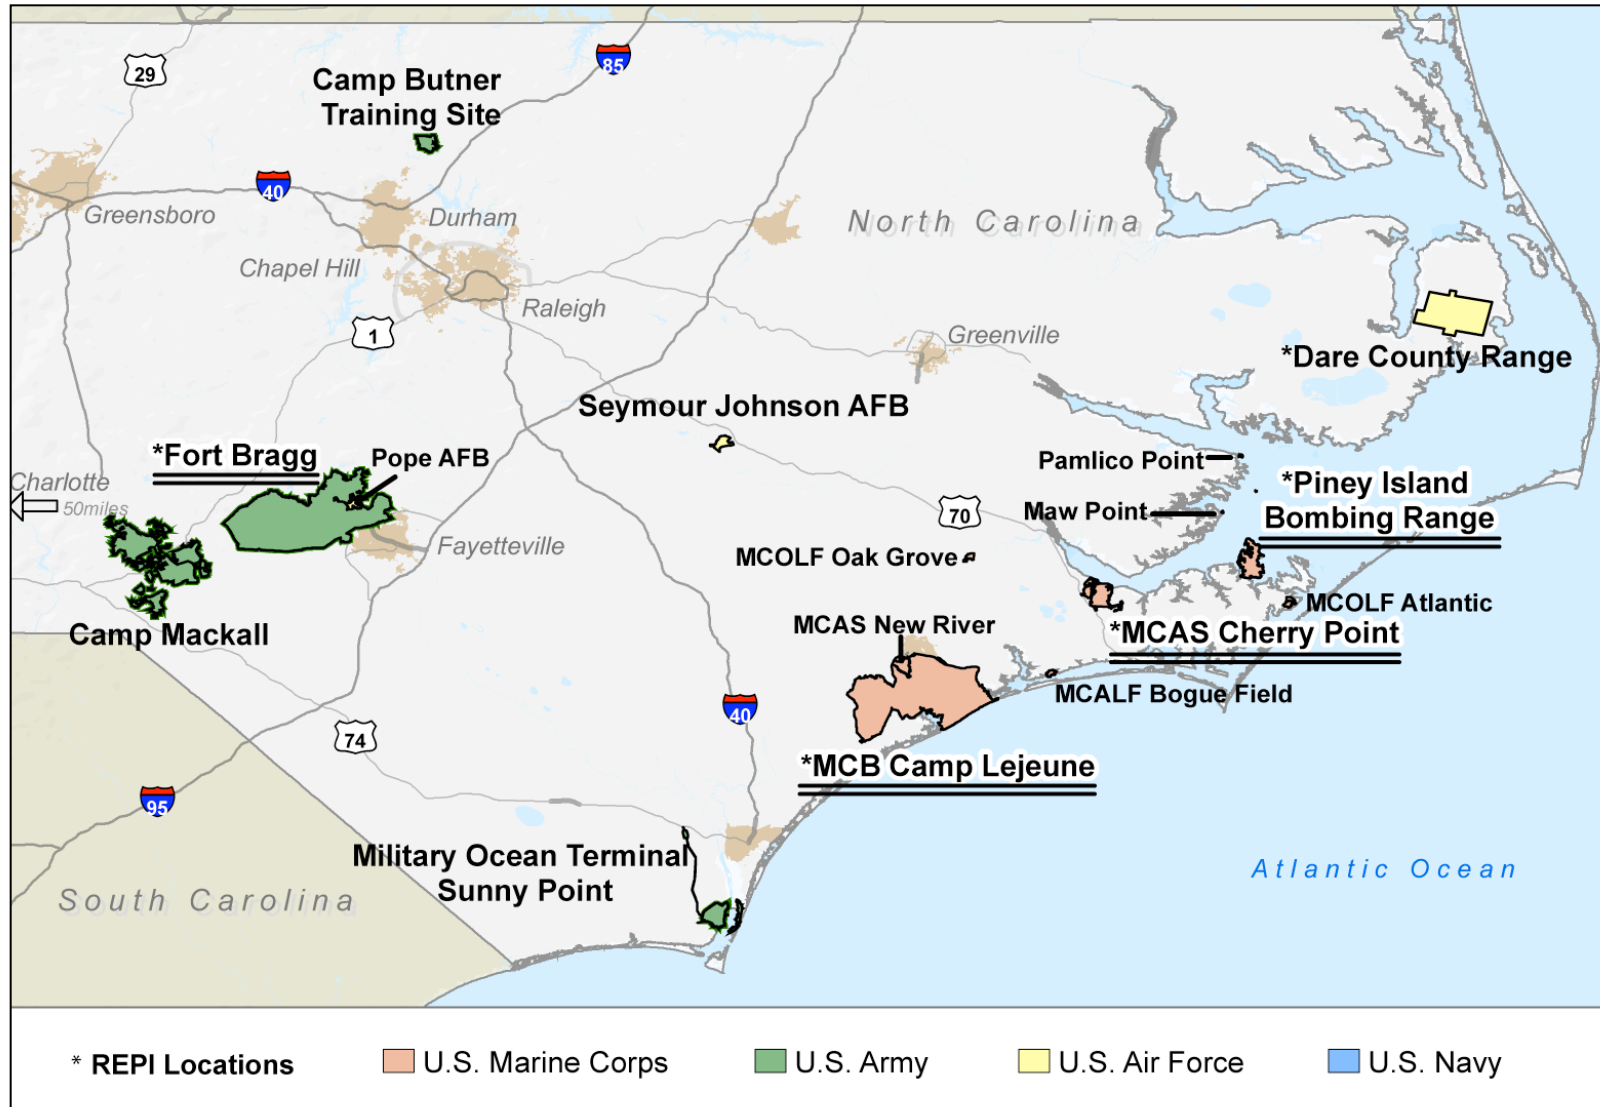 29
85
Camp Butner
Training Site
40
Greensboro
Durham
North Carolina
Chapel Hill
Raleigh
1
Greenville
*Dare County Range
Seymour Johnson AFB
*Fort Bragg
Pope AFB
Pamlico Point
Charlotte
50miles
*Piney Island
Bombing Range
70
Maw Point
Fayetteville
MCOLF Oak Grove
MCOLF Atlantic
Camp Mackall
MCAS New River
*MCAS Cherry Point
MCALF Bogue Field
40
74
*MCB Camp Lejeune
95
Military Ocean Terminal
Sunny Point
Atlantic Ocean
South Carolina
* REPI Locations
U.S. Marine Corps
U.S. Army
U.S. Air Force
U.S. Navy